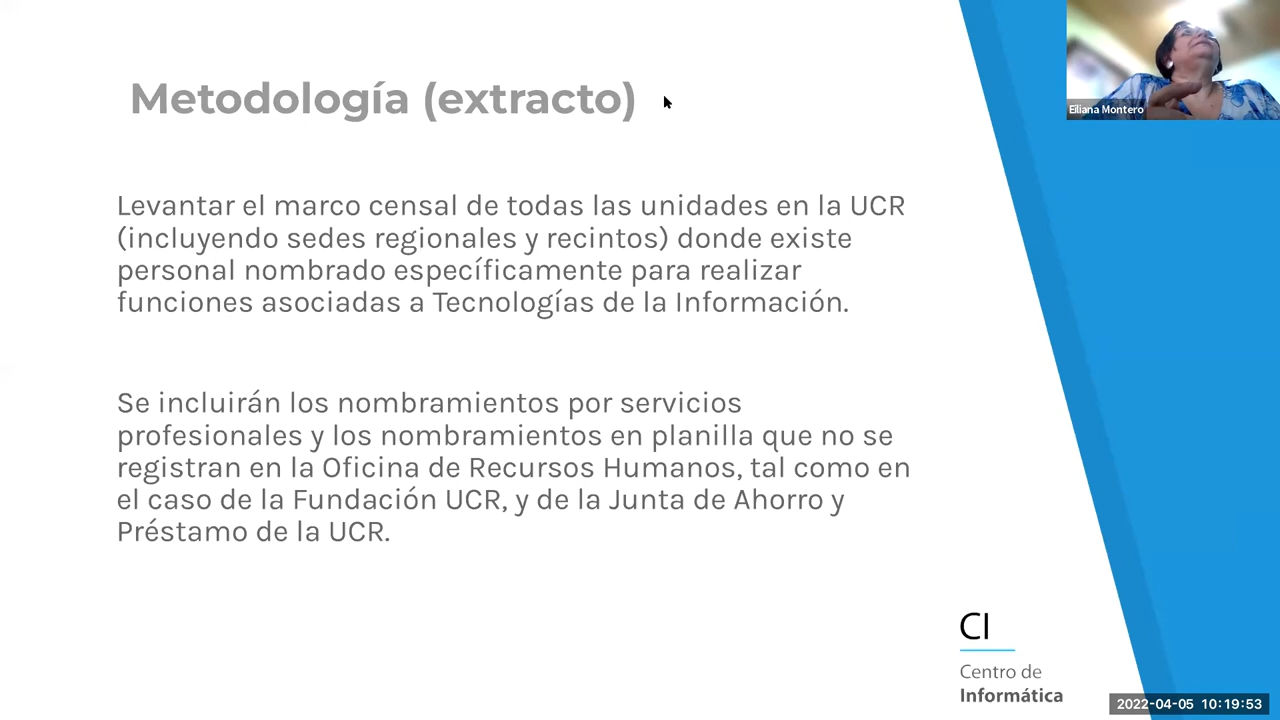 Metodología (extracto)
Eiliana Montero
Levantar el marco censal de todas las unidades en la UCR
(incluyendo sedes regionales y recintos) donde existe
personal nombrado específicamente para realizar
funciones asociadas a Tecnologías de la Información.
Se incluirán los nombramientos por servicios
profesionales y los nombramientos en planilla que no se
registran en la Oficina de Recursos Humanos, tal como en
el caso de la Fundación UCR, y de la Junta de Ahorro y
Préstamo de la UCR.
CI
Centro de
Informática
2022-04-05 10:19:53